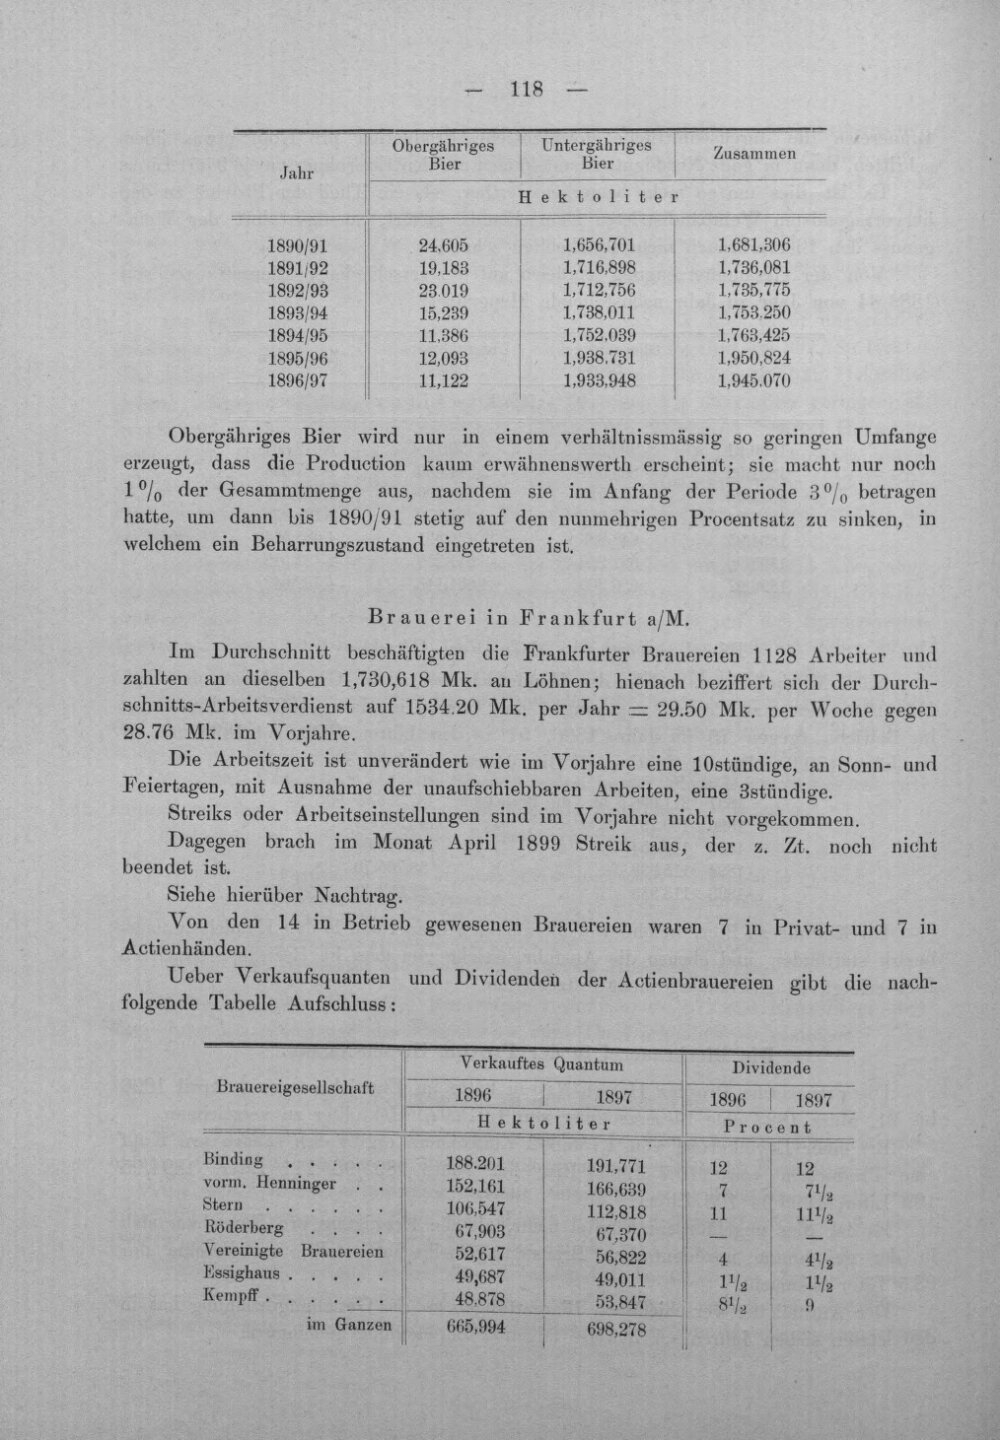 — 118 —
Jahr Obergähriges Bier Untergähriges Bier Zusammen
Hektoliter
1890/91 24,605 1,656,701 1,681,306
1891/92 19,183 1,716,898 1,736,081
1892/93 23.019 1,712,756 1,735,775
1893/94 15,239 1,738,011 1,753.250
1894/95 11,386 1,752.039 1,763,425
1895/96 12,093 1,938.731 1,950,824
1896/97 11,122 1,933,948 1,945.070
Obergähriges Bier wird nur in einem verhältnissmässig so geringen Umfange
erzeugt, dass die Production kaum erwähnenswerth erscheint; sie macht nur noch
1 % der Gesammtmenge aus, nachdem sie im Anfang der Periode 3 % betragen
hatte, um dann bis 1890/91 stetig auf den nunmehrigen Procentsatz zu sinken, in
welchem ein Beharrungszustand eingetreten ist.
Brauerei in Frankfurt a/M.
Im Durchschnitt beschäftigten die Frankfurter Brauereien 1128 Arbeiter und
zahlten an dieselben 1,730,618 Mk. an Löhnen; hienach beziffert sich der Durch-
schnitts-Arbeitsverdienst auf 1534.20 Mk. per Jahr = 29.50 Mk. per Woche gegen
28.76 Mk. im Vorjahre.
Die Arbeitszeit ist unverändert wie im Vorjahre eine 10stündige, an Sonn- und
Feiertagen, mit Ausnahme der unaufschiebbaren Arbeiten, eine 3stündige.
Streiks oder Arbeitseinstellungen sind im Vorjahre nicht vorgekommen.
Dagegen brach im Monat April 1899 Streik aus, der z. Zt. noch nicht
beendet ist.
Siehe hierüber Nachtrag.
Von den 14 in Betrieb gewesenen Brauereien waren 7 in Privat- und 7 in
Actienhänden.
Ueber Verkaufsquanten und Dividenden der Actienbrauereien gibt die nach-
folgende Tabelle Aufschluss:
Brauereigesellschaft Verkauftes Quantum Dividende
1896 1897 1896 1897
Hektoliter Procent
Binding . . . . . 188.201 191,771 12 12
vorm. Henninger . . 152,161 166,639 7 7½
Stern . . . . . . 106,547 112,818 11 11½
Röderberg . . . . 67,903 67,370 — —
Vereinigte Brauereien 52,617 56,822 4 4½
Essighaus . . . . . 49,687 49,011 1½ 1½
Kempff . . . . . . 48,878 53,847 8½ 9
im Ganzen 665,994 698,278